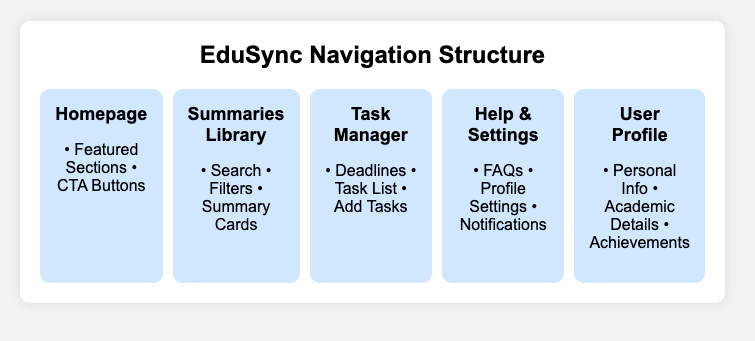 EduSync Navigation Structure
Homepage
• Featured
Sections •
CTA Buttons
Summaries
Library
• Search •
Filters •
Summary
Cards
Task
Manager
• Deadlines •
Task List •
Add Tasks
Help &
Settings
• FAQs •
Profile
Settings •
Notifications
User
Profile
• Personal
Info •
Academic
Details •
Achievements